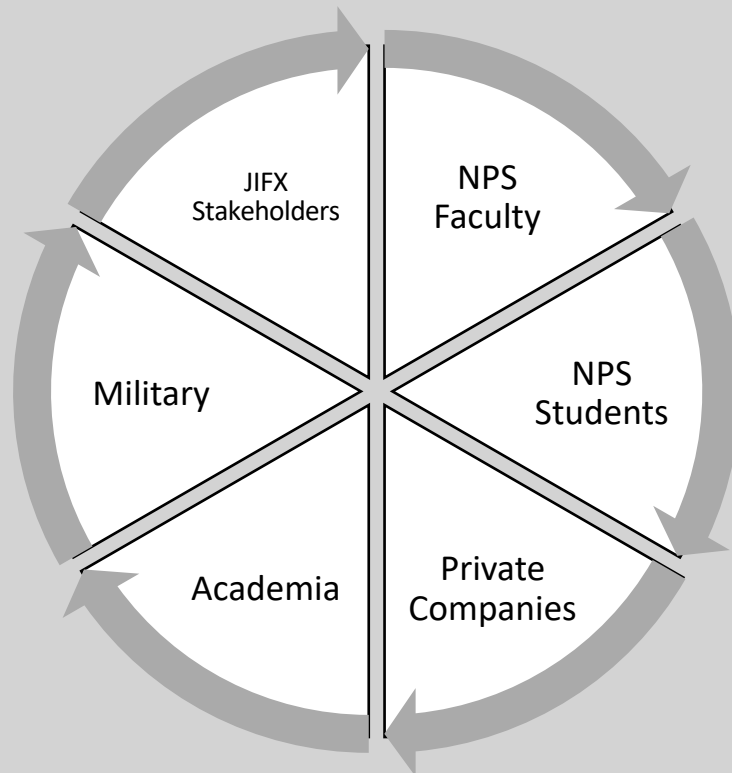 JIFX
Stakeholders
NPS
Faculty
Military
NPS
Students
Academia
Private
Companies